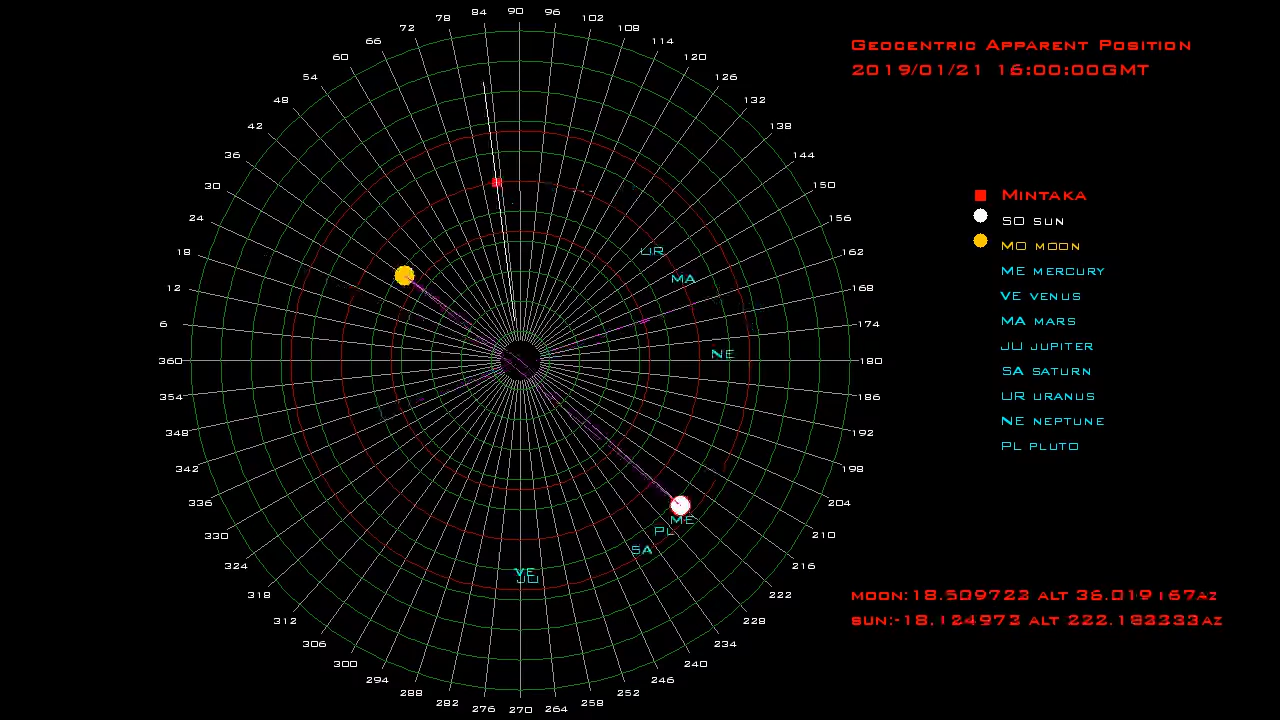 84 90 96
78 102
72 108
66 114
60 120
54 126
48 132
42 138
36 144
30 150
24 156
18 162
12 168
6 174
360 180
354 186
348 192
342 198
336 204
330 210
324 216
318 222
312 228
306 234
300 240
294 246
288 252
282 276 270 264 258
UR
MA
NE
ME
PL
SA
VE
JU
Geocentric Apparent Position
2019/01/21 16:00:00GMT
Mintaka
SO SUN
MO MOON
ME MERCURY
VE VENUS
MA MARS
JU JUPITER
SA SATURN
UR URANUS
NE NEPTUNE
PL PLUTO
MOON:18.509723 ALT 36.019167AZ
SUN:-18.124973 ALT 222.183333AZ